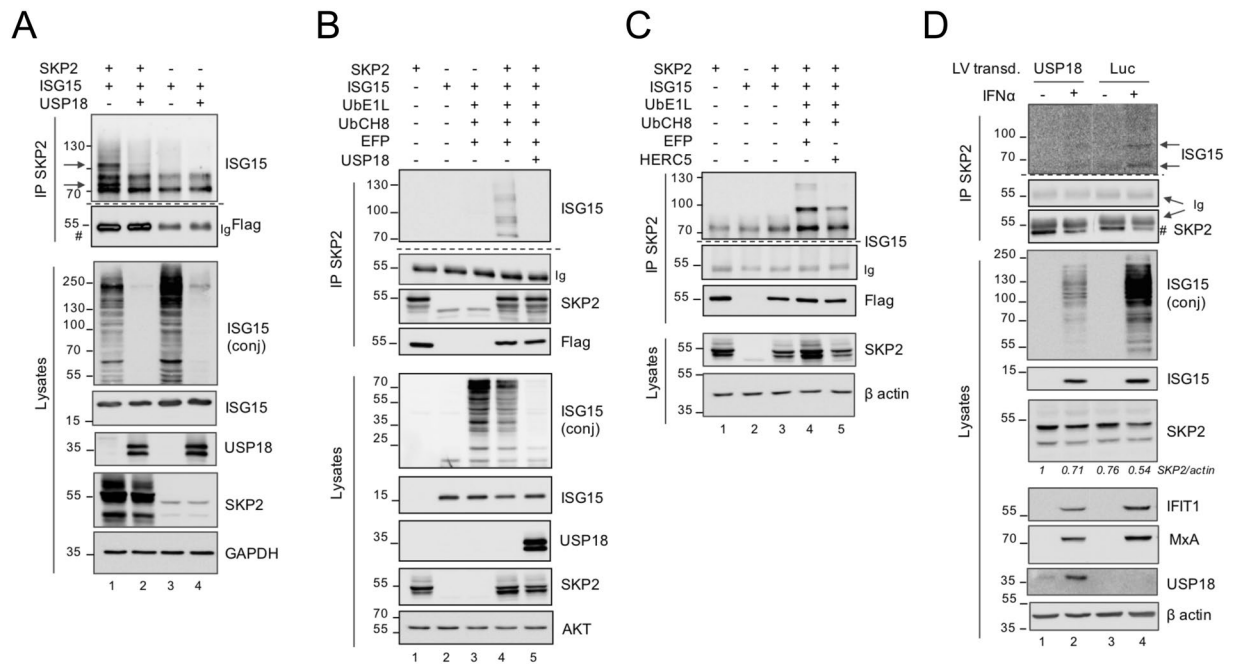 A
SKP2 + + - -
ISG15 + + + +
USP18 - + - +
IP SKP2
130
70
ISG15
55
#
Ig Flag
Lysates
250
130
100
70
55
ISG15
(conj)
15
ISG15
35
USP18
55
SKP2
35
GAPDH
1 2 3 4
B
SKP2 + - - + +
ISG15 - + + + +
UbE1L - - + + +
UbCH8 - - + + +
EFP - - + + +
USP18 - - - - +
IP SKP2
130
100
70
ISG15
55
Ig
55
SKP2
Flag
Lysates
70
55
35
25
ISG15
(conj)
15
ISG15
35
USP18
55
SKP2
70
55
AKT
1 2 3 4 5
C
SKP2 + - + + +
ISG15 - + + + +
UbE1L - - - + +
UbCH8 - - - + +
EFP - - - + -
HERC5 - - - - +
IP SKP2
130
100
70
ISG15
55
Ig
Flag
Lysates
55
SKP2
β actin
35
1 2 3 4 5
D
LV transd. USP18 Luc
IFNα - + - +
IP SKP2
100
70
ISG15
55
Ig
55
# SKP2
Lysates
250
130
100
70
55
ISG15
(conj)
15
ISG15
55
SKP2
1 0.71 0.76 0.54 SKP2/actin
55
IFIT1
70
MxA
35
USP18
35
β actin
1 2 3 4